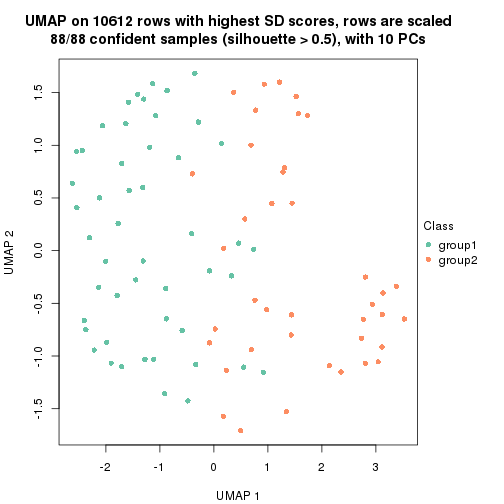 UMAP on 10612 rows with highest SD scores, rows are scaled
88/88 confident samples (silhouette > 0.5), with 10 PCs
1.5
1.0
0.5
0.0
-0.5
-1.0
-1.5
UMAP 2
-2
-1
0
1
2
3
UMAP 1
Class
group1
group2